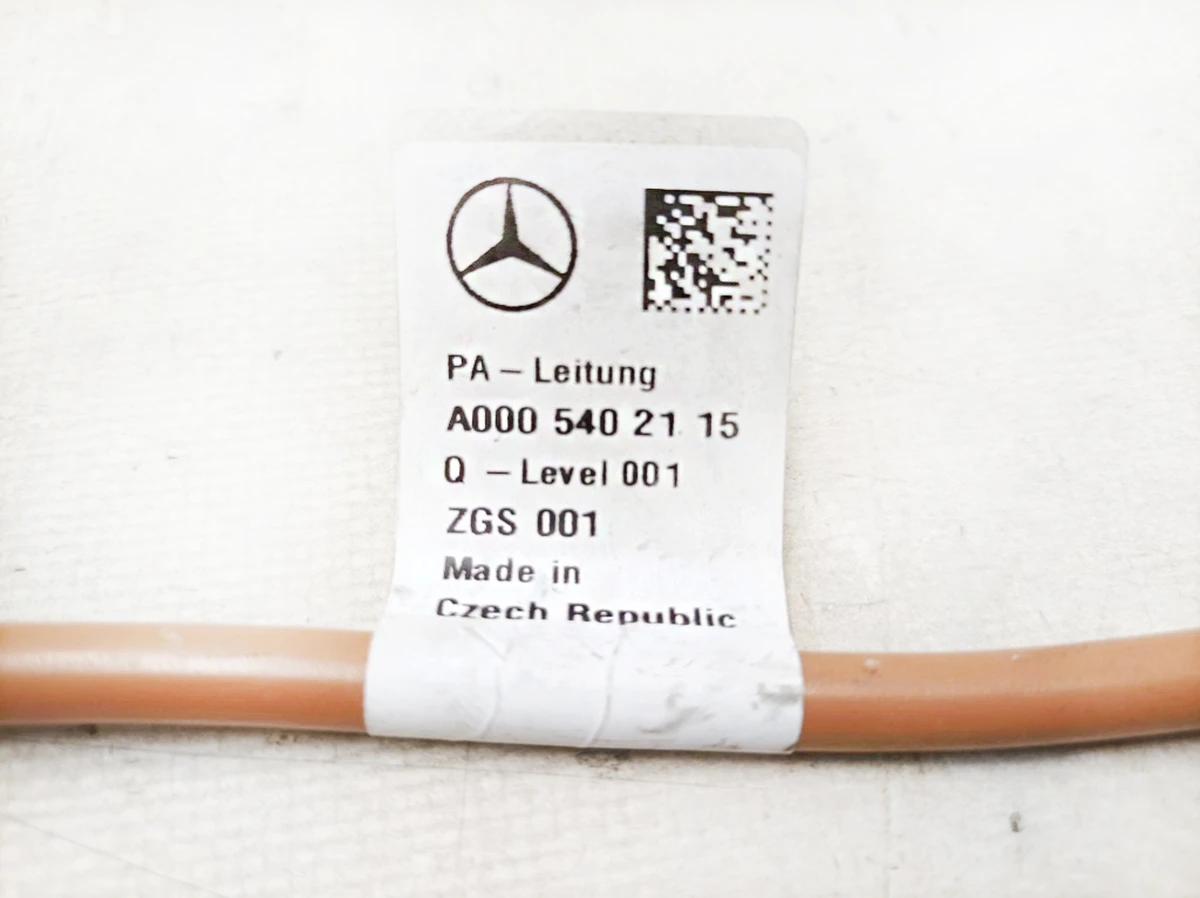 PA – Leitung
A000 540 21 15
Q – Level 001
ZGS 001
Made in
Czech Republic